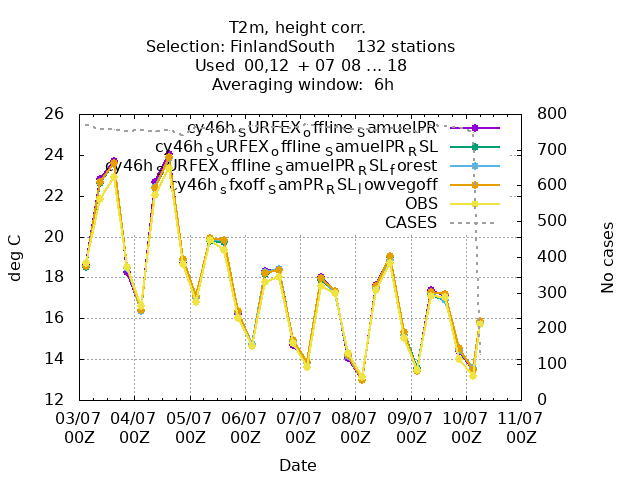 T2m, height corr.
Selection: FinlandSouth 132 stations
Used 00,12 + 07 08 ... 18
Averaging window: 6h
26
24
22
20
18
16
14
12
deg C
800
700
600
500
400
300
200
100
0
No cases
cy46h_SURFEX_offline_samuelPR
cy46h_SURFEX_offline_samuelPR_RSL
cy46h_SURFEX_offline_samuelPR_RSL_forest
cy46h_sfxoff_samPR_RSL_lowvegoff
OBS
CASES
03/07 04/07 05/07 06/07 07/07 08/07 09/07 10/07 11/07
00Z 00Z 00Z 00Z 00Z 00Z 00Z 00Z 00Z
Date